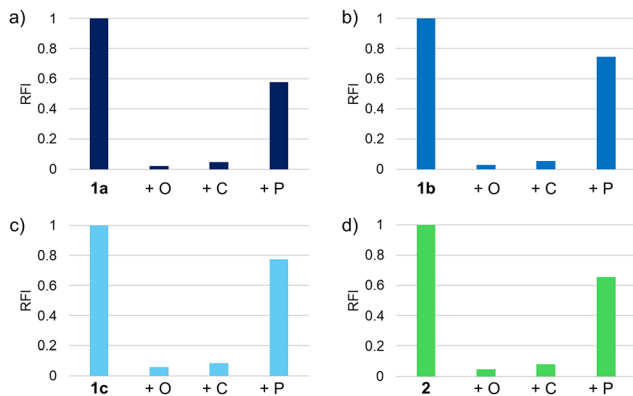 a)
1
0.8
0.6
0.4
0.2
0
RFI
1a + O + C + P
b)
1
0.8
0.6
0.4
0.2
0
RFI
1b + O + C + P
c)
1
0.8
0.6
0.4
0.2
0
RFI
1c + O + C + P
d)
1
0.8
0.6
0.4
0.2
0
RFI
2 + O + C + P